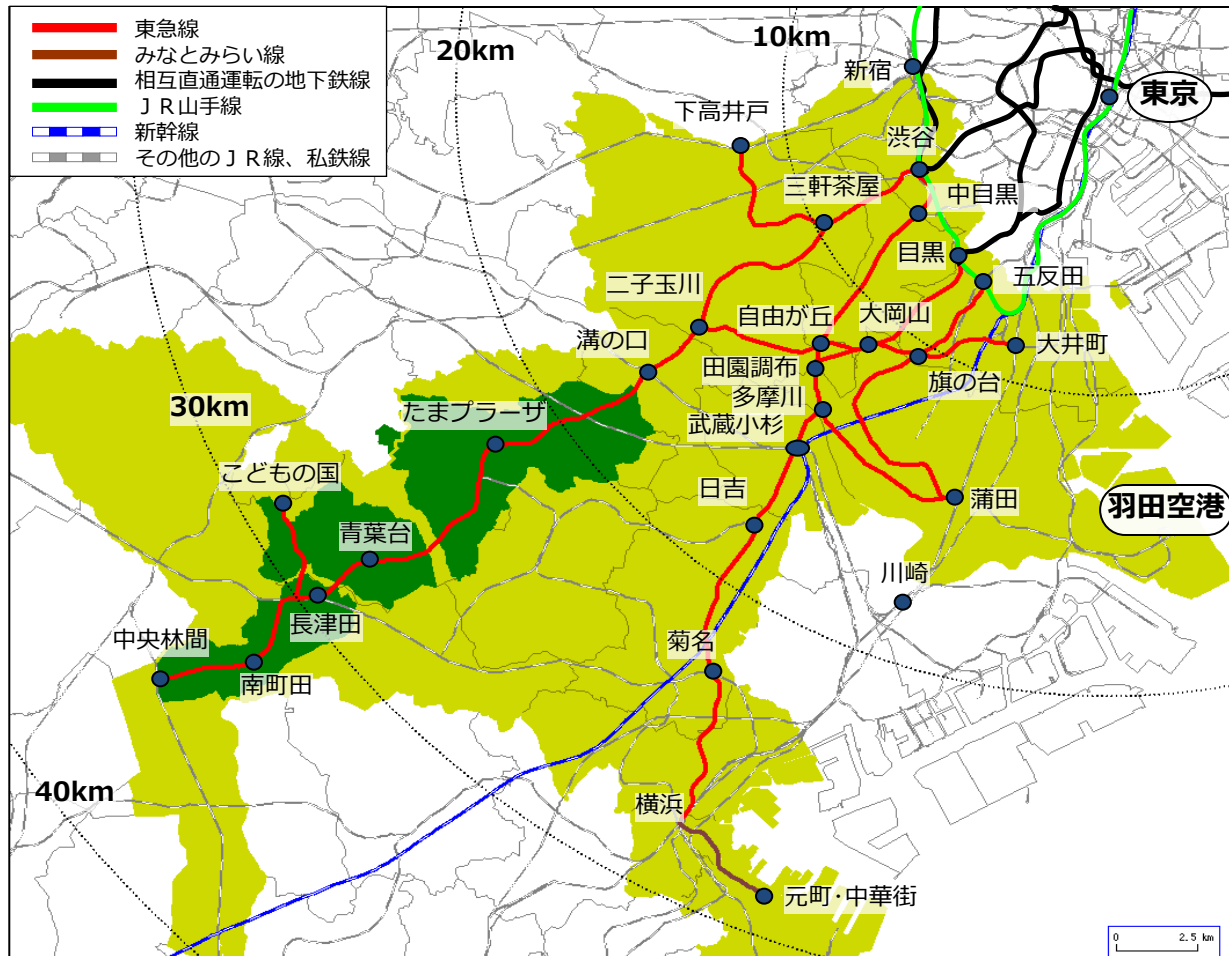 東急線
みなとみらい線
相互直通運転の地下鉄線
ＪＲ山手線
新幹線
その他のＪＲ線、私鉄線
20km
10km
新宿
東京
下高井戸
渋谷
三軒茶屋
中目黒
目黒
五反田
二子玉川
自由が丘
大岡山
大井町
溝の口
田園調布
旗の台
30km
たまプラーザ
多摩川
武蔵小杉
こどもの国
日吉
蒲田
羽田空港
青葉台
川崎
長津田
中央林間
菊名
南町田
40km
横浜
元町・中華街
0 2.5 km